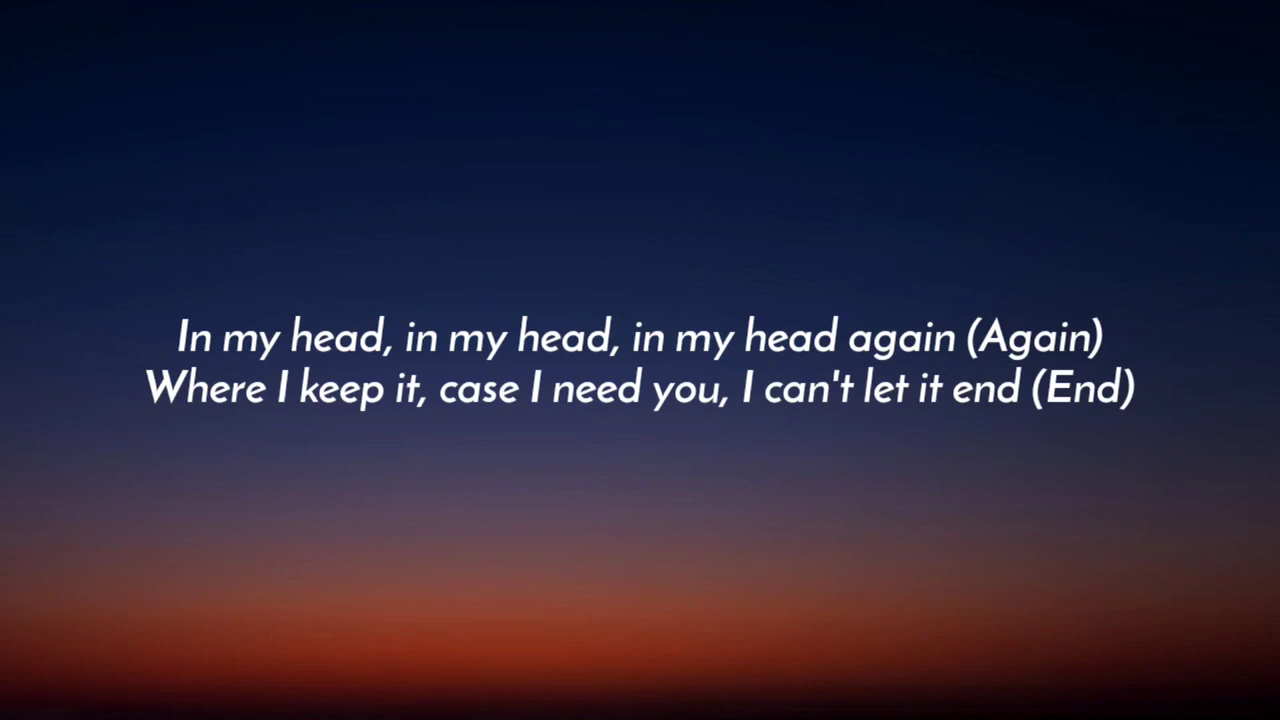 In my head, in my head, in my head again (Again)
Where I keep it, case I need you, I can't let it end (End)